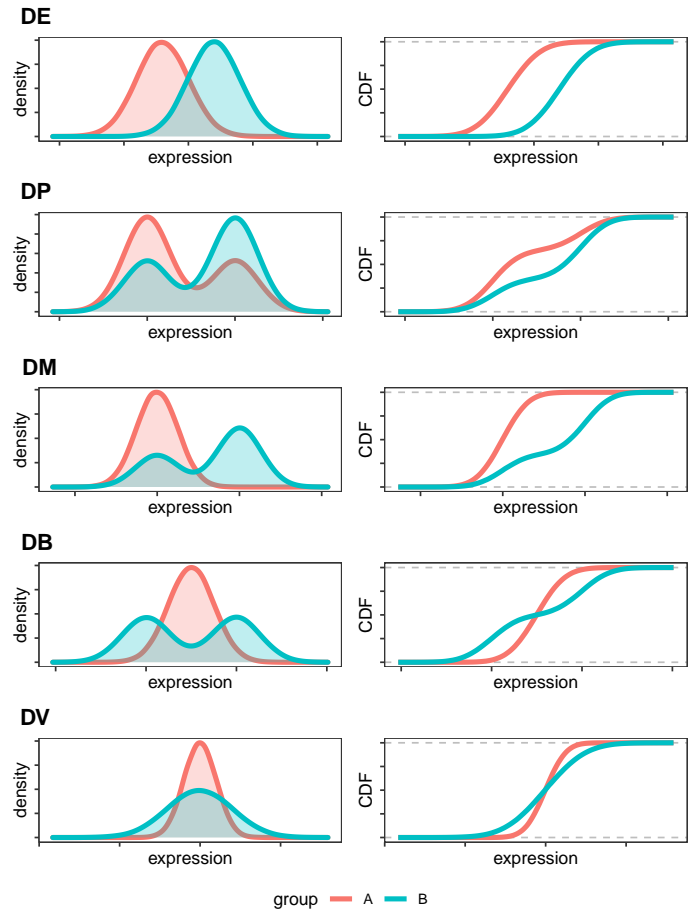 DE
density
expression
CDF
expression
DP
density
expression
CDF
expression
DM
density
expression
CDF
expression
DB
density
expression
CDF
expression
DV
density
expression
CDF
expression
group A B